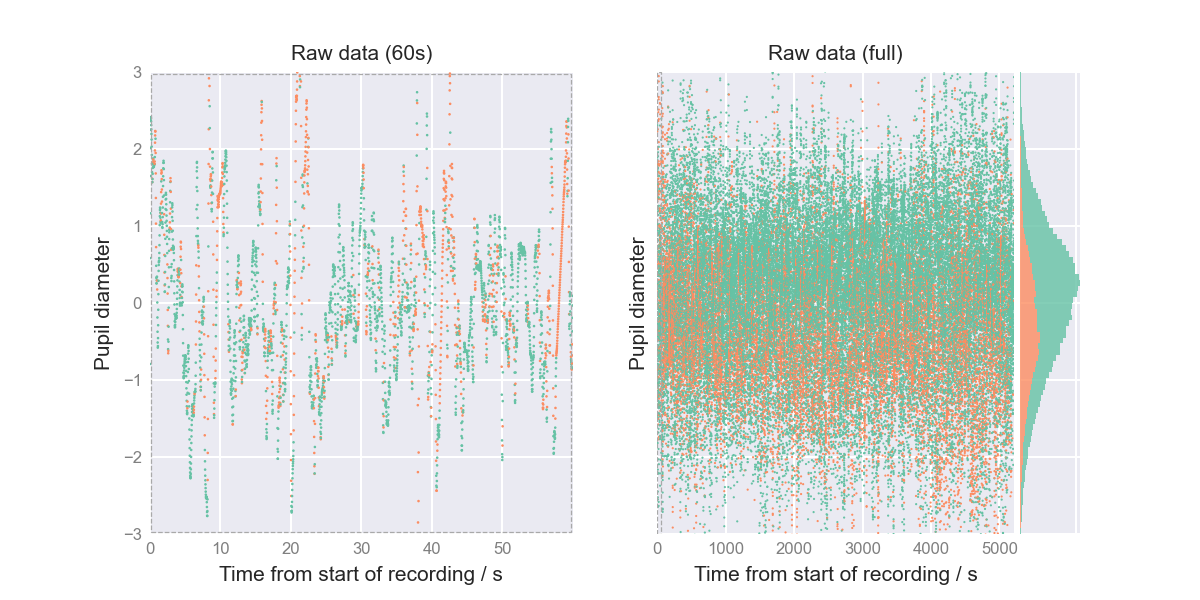 Raw data (60s)
Pupil diameter
3
2
1
0
−1
−2
−3
0 10 20 30 40 50
Time from start of recording / s
Raw data (full)
Pupil diameter
0 1000 2000 3000 4000 5000
Time from start of recording / s